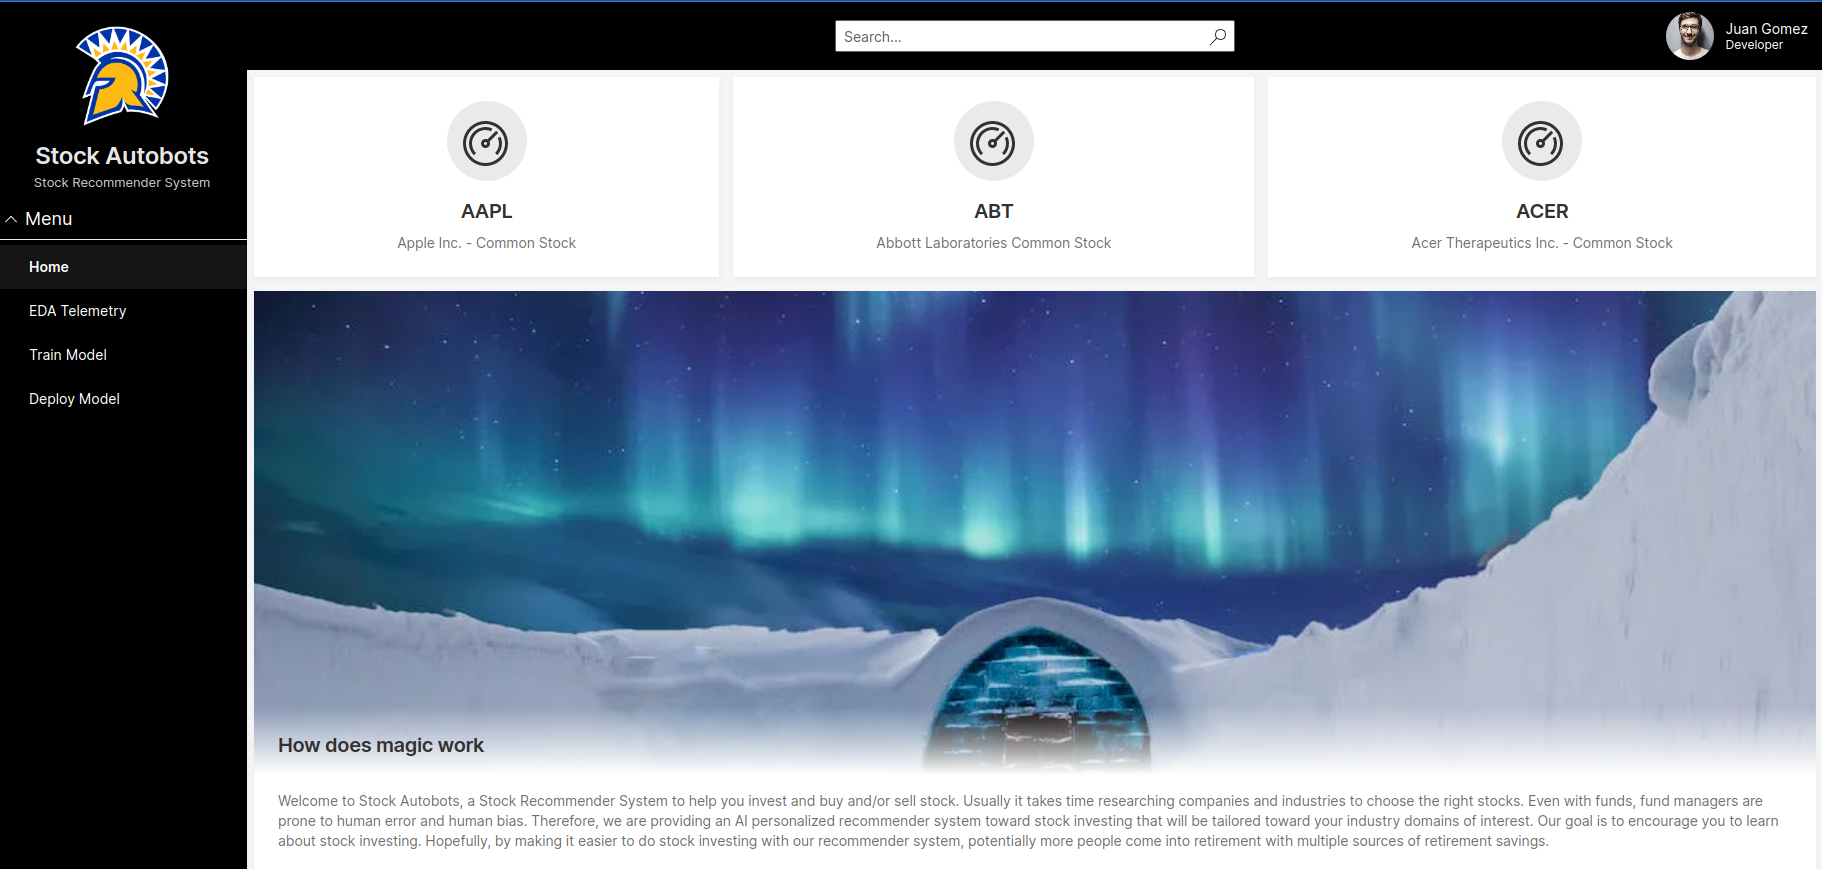 Search...
Juan Gomez
Developer
Stock Autobots
Stock Recommender System
Menu
Home
EDA Telemetry
Train Model
Deploy Model
AAPL
Apple Inc. - Common Stock
ABT
Abbott Laboratories Common Stock
ACER
Acer Therapeutics Inc. - Common Stock
How does magic work
Welcome to Stock Autobots, a Stock Recommender System to help you invest and buy and/or sell stock. Usually it takes time researching companies and industries to choose the right stocks. Even with funds, fund managers are
prone to human error and human bias. Therefore, we are providing an AI personalized recommender system toward stock investing that will be tailored toward your industry domains of interest. Our goal is to encourage you to learn
about stock investing. Hopefully, by making it easier to do stock investing with our recommender system, potentially more people come into retirement with multiple sources of retirement savings.